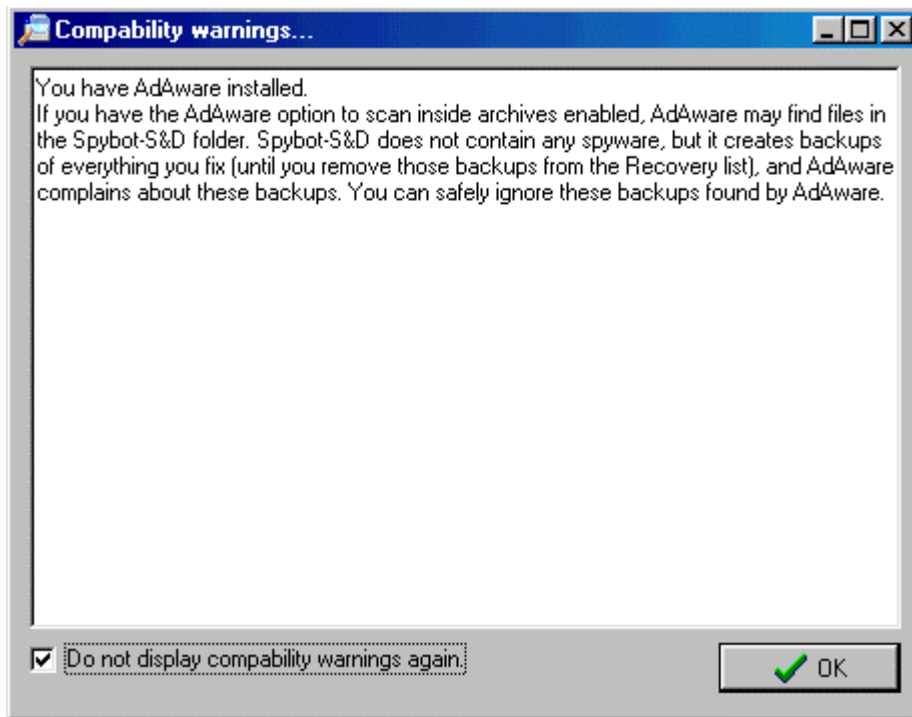 Compability warnings...
You have AdAware installed.
If you have the AdAware option to scan inside archives enabled, AdAware may find files in
the Spybot-S&D folder. Spybot-S&D does not contain any spyware, but it creates backups
of everything you fix (until you remove those backups from the Recovery list), and AdAware
complains about these backups. You can safely ignore these backups found by AdAware.
Do not display compability warnings again.
OK